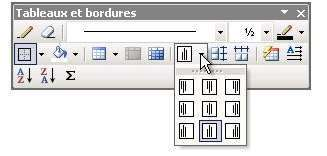 Tableaux et bordures
½
A
Z
Z
A
Σ